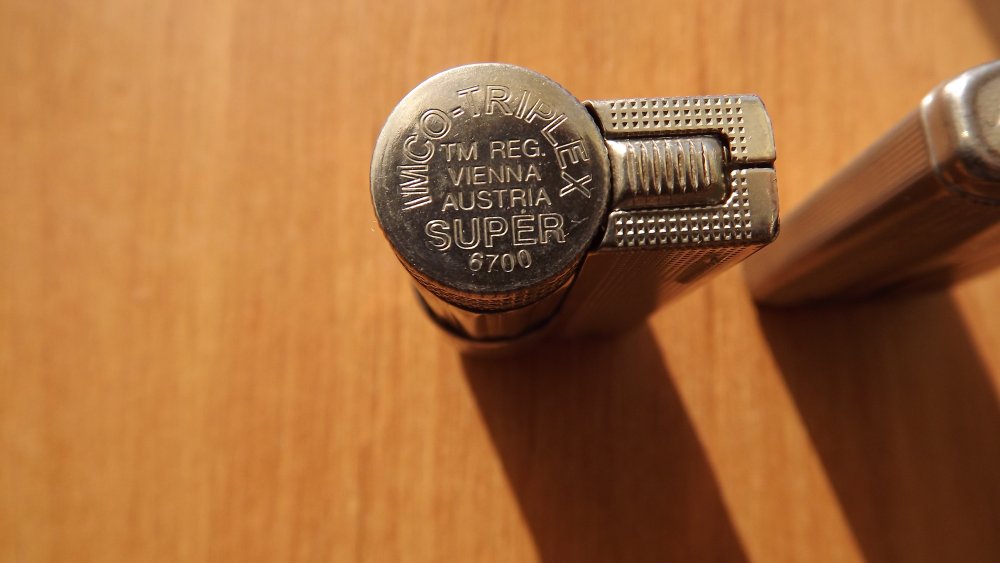 IMCO=TRIPLEX
TM REG.
VIENNA
AUSTRIA
SUPER
6700